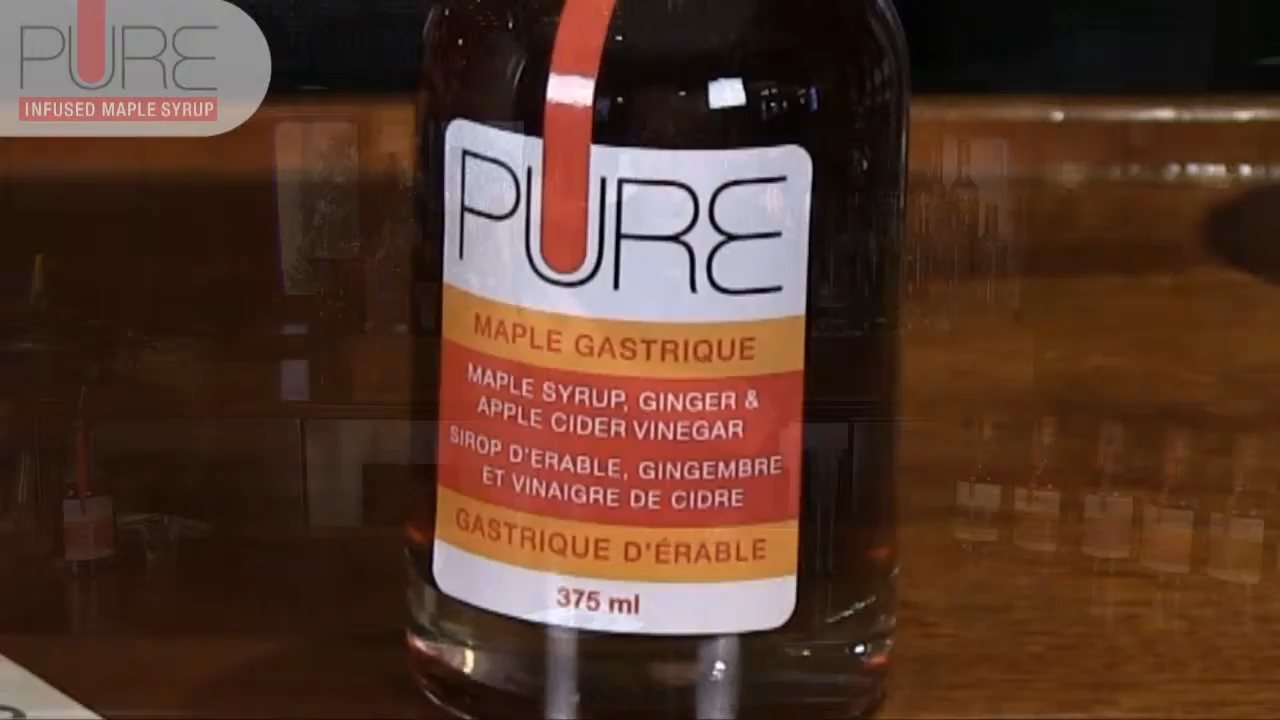 PURE
INFUSED MAPLE SYRUP
PURE
MAPLE GASTRIQUE
MAPLE SYRUP, GINGER &
APPLE CIDER VINEGAR
SIROP D'ERABLE, GINGEMBRE
ET VINAIGRE DE CIDRE
GASTRIQUE D'ÉRABLE
375 ml